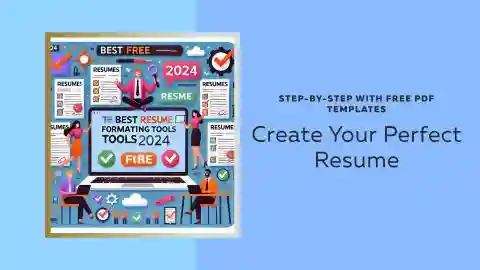 BEST FREE
2024
RESUMES
RESUMES
RESUMES
RESME
THE BEST RESUME
FORMATING TOOLS
TOOLS 2024
FIRE
STEP-BY-STEP WITH FREE PDF
TEMPLATES
Create Your Perfect
Resume